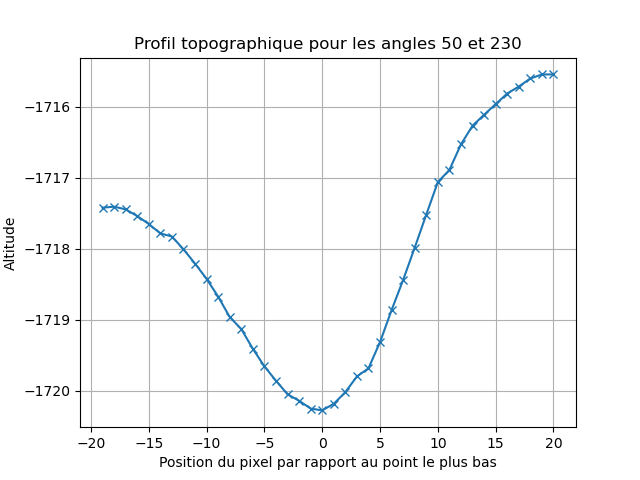 Profil topographique pour les angles 50 et 230
Altitude
−1716
−1717
−1718
−1719
−1720
−20 −15 −10 −5 0 5 10 15 20
Position du pixel par rapport au point le plus bas